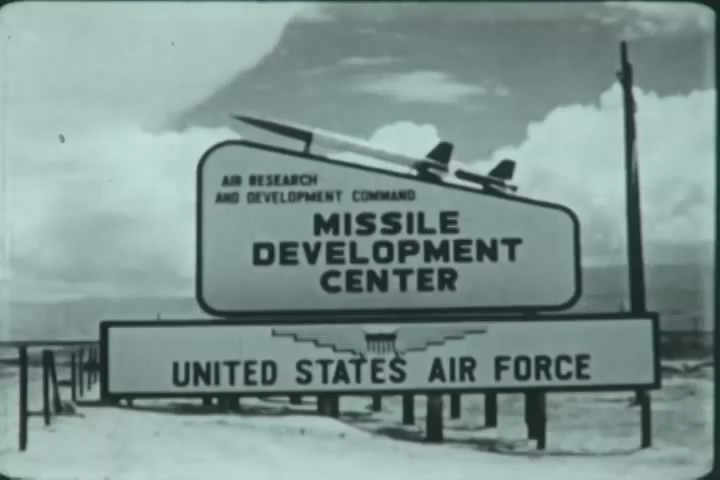 AIR RESEARCH
AND DEVELOPMENT COMMAND
MISSILE
DEVELOPMENT
CENTER
UNITED STATES AIR FORCE